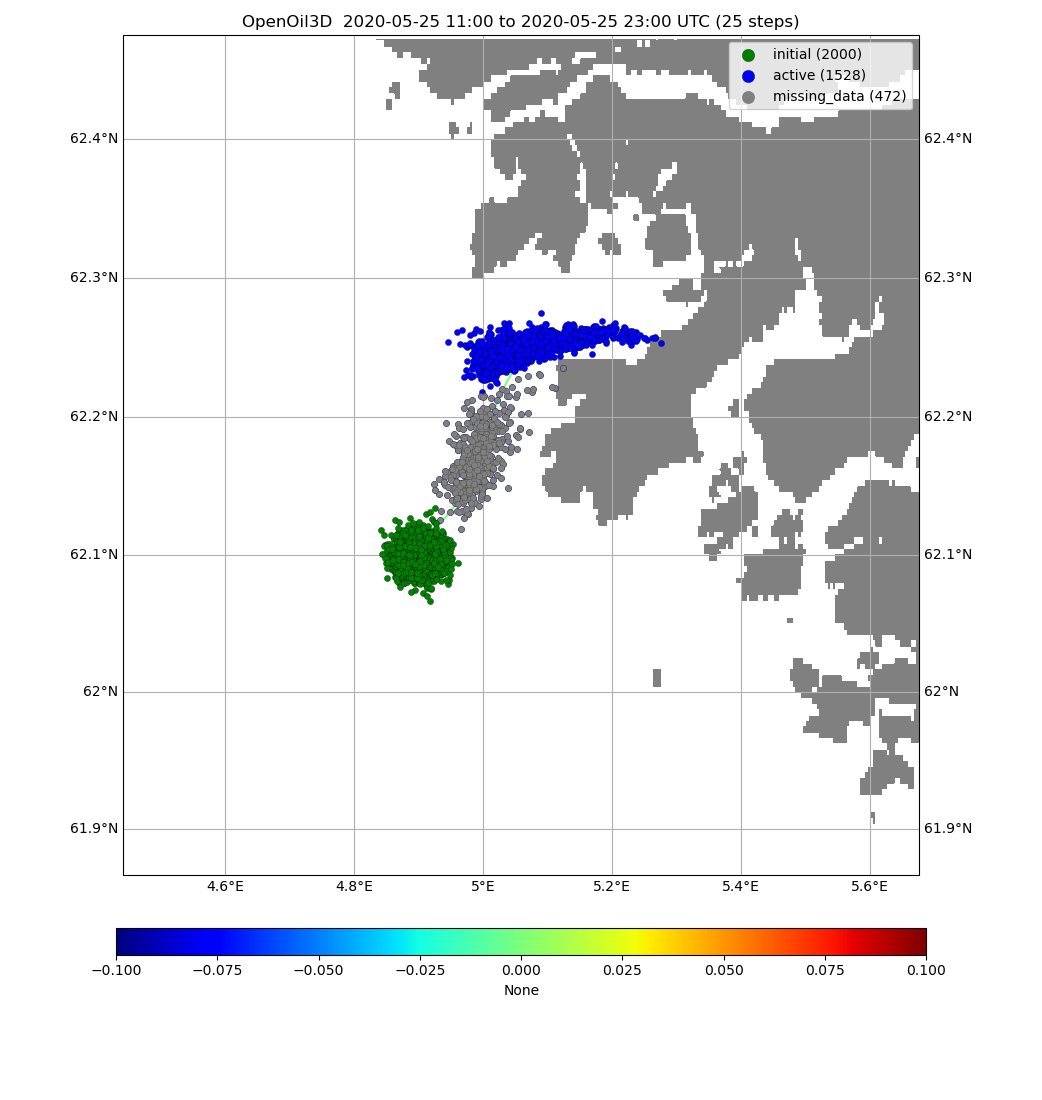 OpenOil3D  2020-05-25 11:00 to 2020-05-25 23:00 UTC (25 steps)
initial (2000)
active (1528)
missing_data (472)
62.4°N
62.4°N
62.3°N
62.3°N
62.2°N
62.2°N
62.1°N
62.1°N
62°N
62°N
61.9°N
61.9°N
4.6°E
4.8°E
5°E
5.2°E
5.4°E
5.6°E
−0.100
−0.075
−0.050
−0.025
0.000
0.025
0.050
0.075
0.100
None